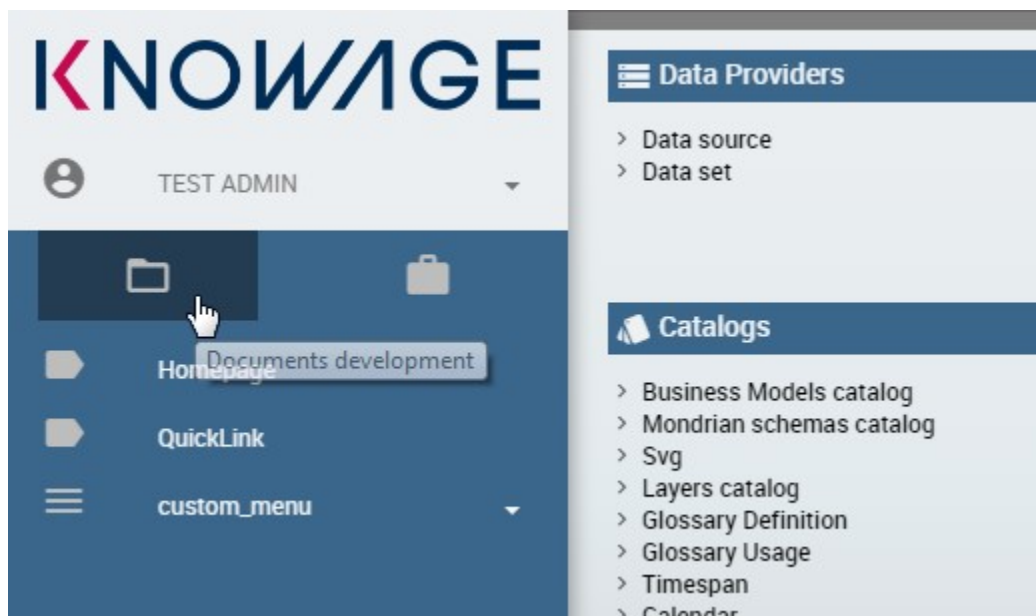 KNOWAGE
TEST ADMIN
Documents development
Homepage
QuickLink
custom_menu
Data Providers
Data source
Data set
Catalogs
Business Models catalog
Mondrian schemas catalog
Svg
Layers catalog
Glossary Definition
Glossary Usage
Timespan
Calendar